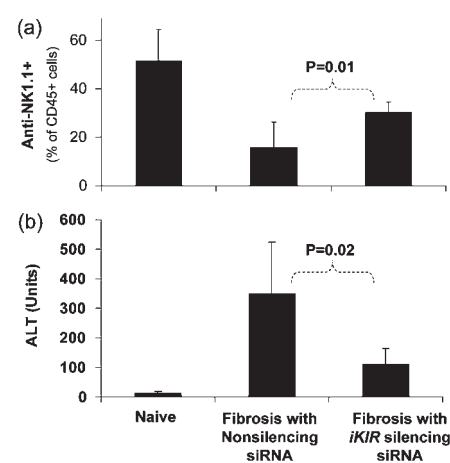 (a)
Anti-NK1.1+
(% of CD45+ cells)
60
40
20
0
P=0.01
(b)
ALT (Units)
600
500
400
300
200
100
0
P=0.02
Naive
Fibrosis with
Nonsilencing
siRNA
Fibrosis with
iKIR silencing
siRNA